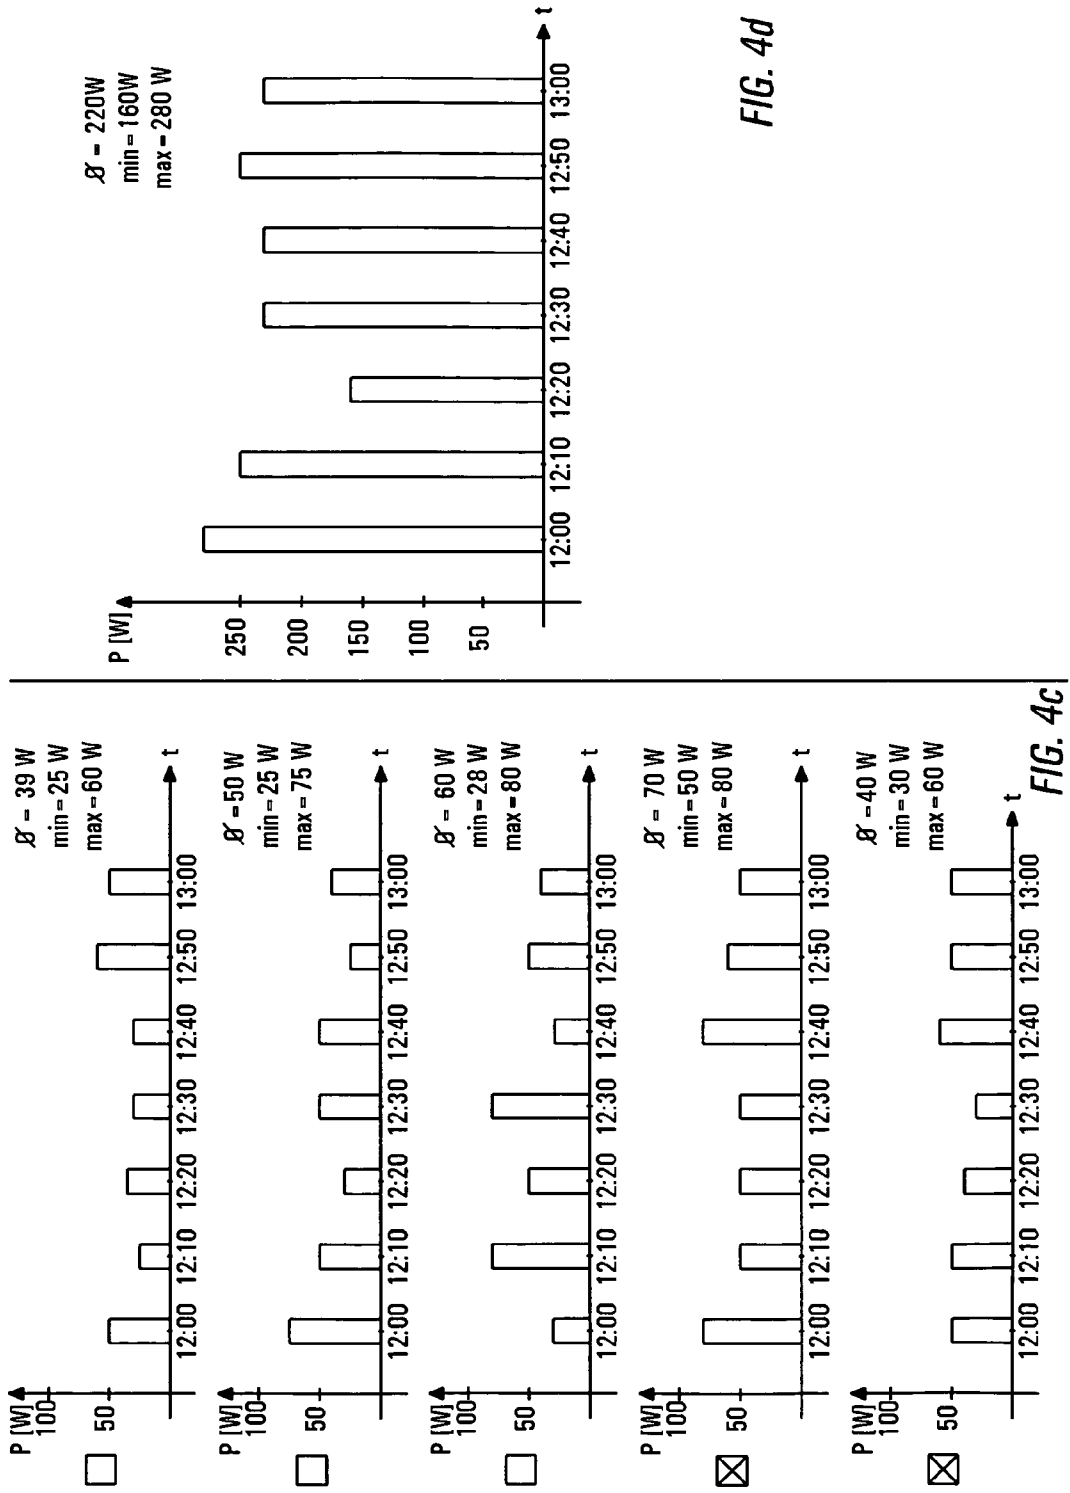 P [W]
100
50
12:00 12:10 12:20 12:30 12:40 12:50 13:00
t
Ø = 39 W
min = 25 W
max = 60 W
P [W]
100
50
12:00 12:10 12:20 12:30 12:40 12:50 13:00
t
Ø = 50 W
min = 25 W
max = 75 W
P [W]
100
50
12:00 12:10 12:20 12:30 12:40 12:50 13:00
t
Ø = 60 W
min = 28 W
max = 80 W
P [W]
100
50
12:00 12:10 12:20 12:30 12:40 12:50 13:00
t
Ø = 70 W
min = 50 W
max = 80 W
P [W]
100
50
12:00 12:10 12:20 12:30 12:40 12:50 13:00
t
Ø = 40 W
min = 30 W
max = 60 W
FIG. 4c
P [W]
250
200
150
100
50
12:00 12:10 12:20 12:30 12:40 12:50 13:00
t
Ø = 220W
min = 160W
max = 280 W
FIG. 4d